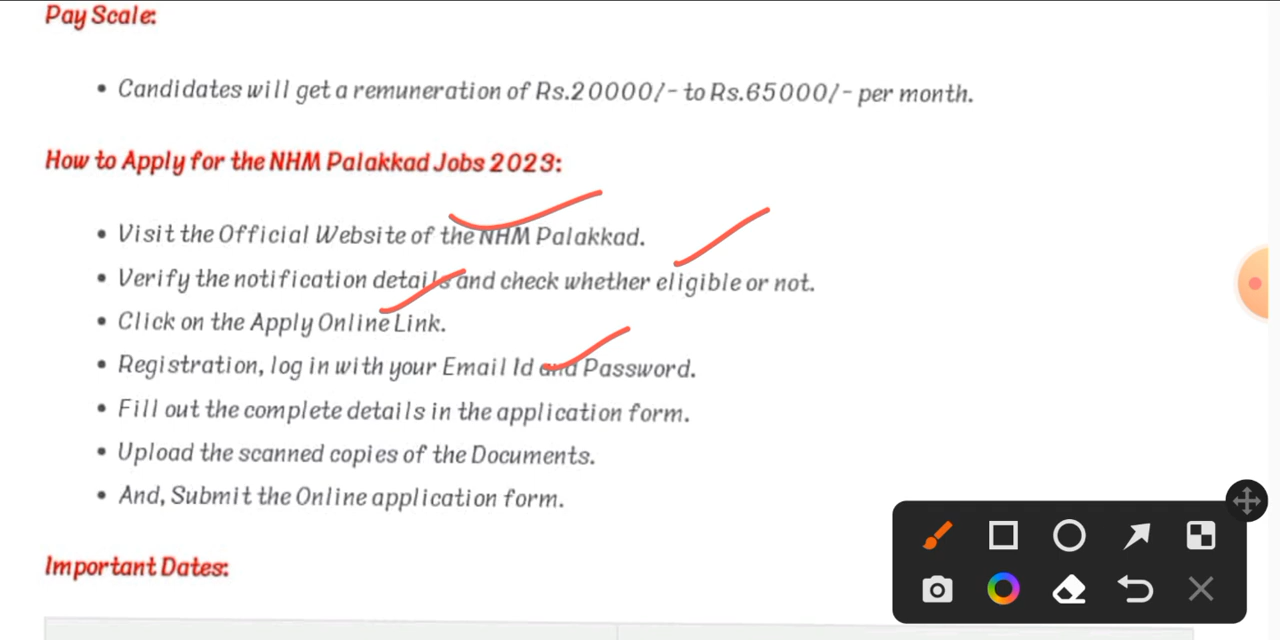 Pay Scale:
• Candidates will get a remuneration of Rs.20000/- to Rs.65000/- per month.
How to Apply for the NHM Palakkad Jobs 2023:
• Visit the Official Website of the NHM Palakkad.
• Verify the notification details and check whether eligible or not.
• Click on the Apply Online Link.
• Registration, log in with your Email Id and Password.
• Fill out the complete details in the application form.
• Upload the scanned copies of the Documents.
• And, Submit the Online application form.
Important Dates: